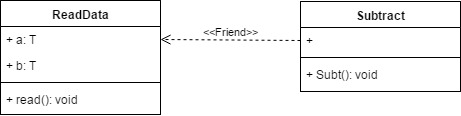 ReadData
+ a: T
+ b: T
+ read(): void
<<Friend>>
Subtract
+
+ Subt(): void